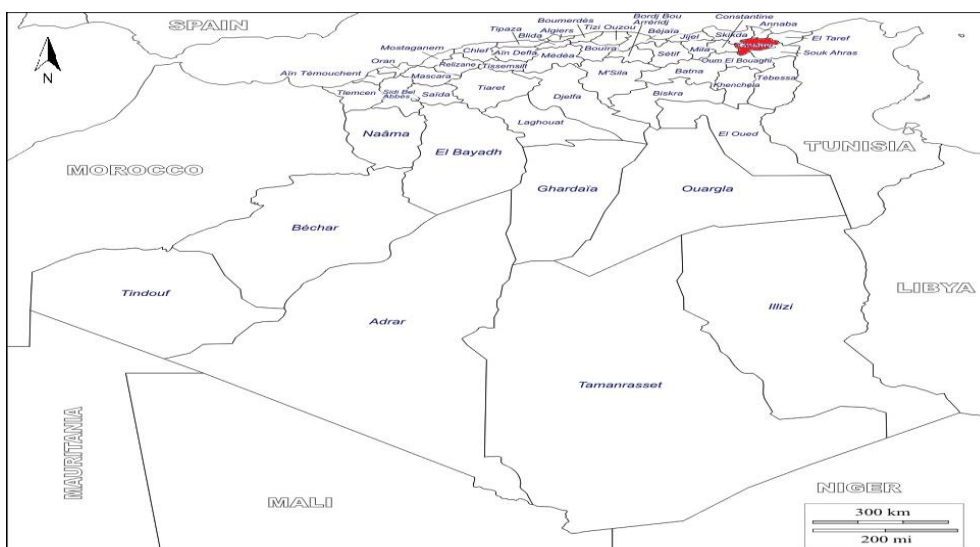 SPAIN
Constantine
Bordj Bou
Arréridj
Boumerdès
Tizi Ouzou
Annaba
Tipaza
Algiers
Béjaïa
Jijel
Skikda
El Taref
Blida
Bouira
Mila
Souk Ahras
Mostaganem
Chlef
Aïn Defla
Médéa
Sétif
Oum El Bouaghi
Oran
Relizane
Tissemsilt
M'Sila
Batna
Tébessa
Aïn Témouchent
Mascara
Khenchela
Tlemcen
Sidi Bel
Abbès
Saïda
Tiaret
Djelfa
Biskra
N
Laghouat
Naâma
El Oued
TUNISIA
El Bayadh
MOROCCO
Ghardaïa
Ouargla
Béchar
LIBYA
Tindouf
Illizi
Adrar
Tamanrasset
MAURITANIA
MALI
NIGER
300 km
200 mi